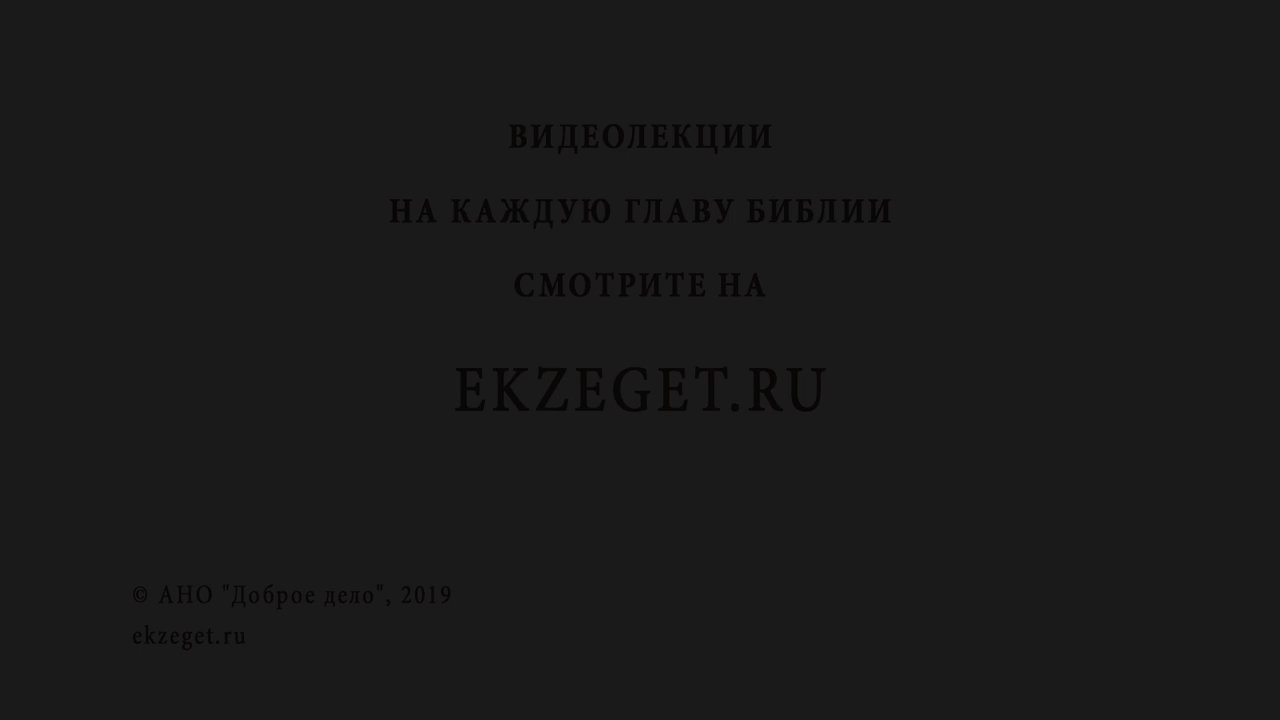 ВИДЕОЛЕКЦИИ
НА КАЖДУЮ ГЛАВУ БИБЛИИ
СМОТРИТЕ НА
EKZEGET.RU
© АНО "Доброе дело", 2019
ekzeget.ru